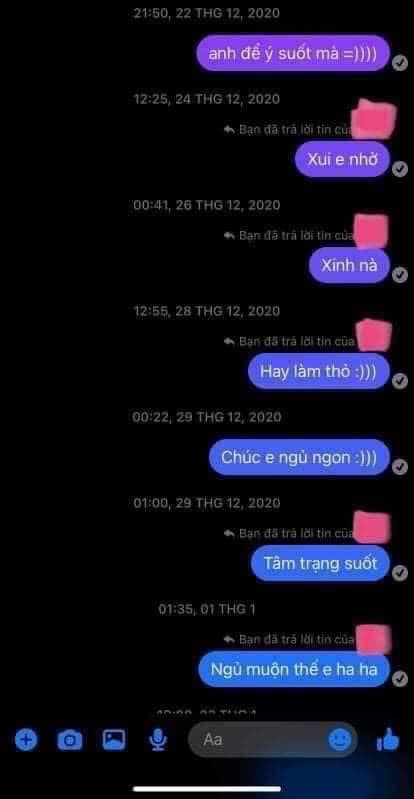 21:50, 22 THG 12, 2020
anh để ý suốt mà =))))
12:25, 24 THG 12, 2020
Bạn đã trả lời tin của
Xui e nhở
00:41, 26 THG 12, 2020
Bạn đã trả lời tin của
Xinh nà
12:55, 28 THG 12, 2020
Bạn đã trả lời tin của
Hay làm thỏ :)))
00:22, 29 THG 12, 2020
Chúc e ngủ ngon :)))
01:00, 29 THG 12, 2020
Bạn đã trả lời tin của
Tâm trạng suốt
01:35, 01 THG 1
Bạn đã trả lời tin của
Ngủ muộn thế e ha ha
Aa